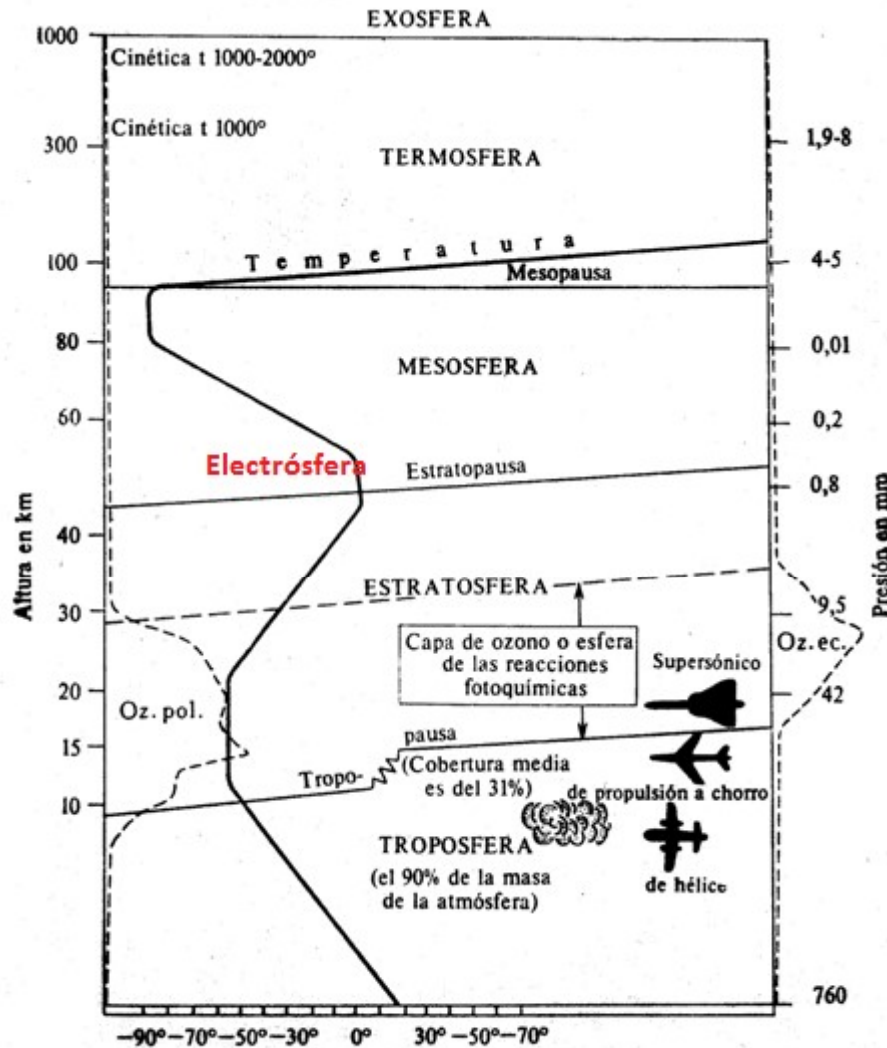 EXOSFERA
1000
Cinética t 1000-2000°
Cinética t 1000°
300
1,9-8
TERMOSFERA
Temperatura
100
4-5
Mesopausa
80
0,01
MESOSFERA
60
0,2
Electrósfera
Estratopausa
0,8
Altura en km
Presión en mm
40
ESTRATOSFERA
30
9,5
Capa de ozono o esfera
de las reacciones
fotoquímicas
Oz. ec.
Supersónico
20
42
Oz. pol.
15
Tropo-
pausa
(Cobertura media
es del 31%)
de propulsión a chorro
10
TROPOSFERA
(el 90% de la masa
de la atmósfera)
de hélice
760
−90° −70° −50° −30° 0° 30° −50° −70°